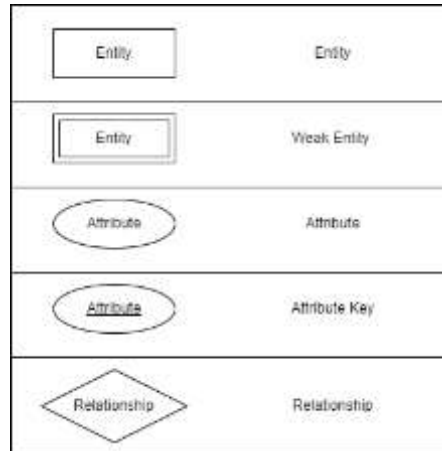 Entity Entity
Entity Weak Entity
Attribute Attribute
Attribute Attribute Key
Relationship Relationship